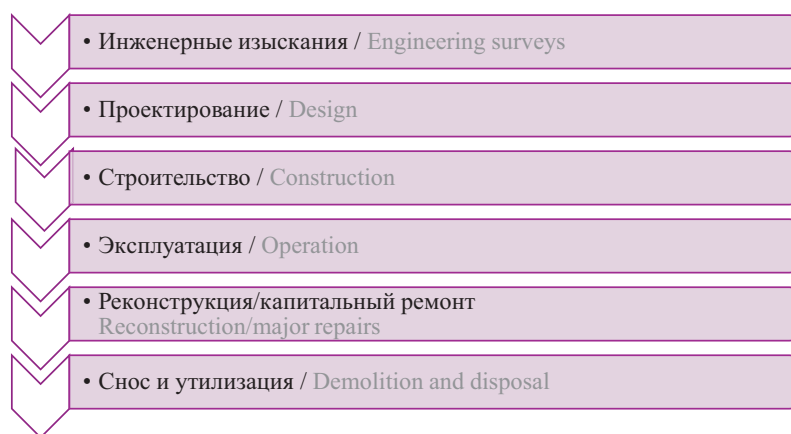 • Инженерные изыскания / Engineering surveys
• Проектирование / Design
• Строительство / Construction
• Эксплуатация / Operation
• Реконструкция/капитальный ремонт
Reconstruction/major repairs
• Снос и утилизация / Demolition and disposal